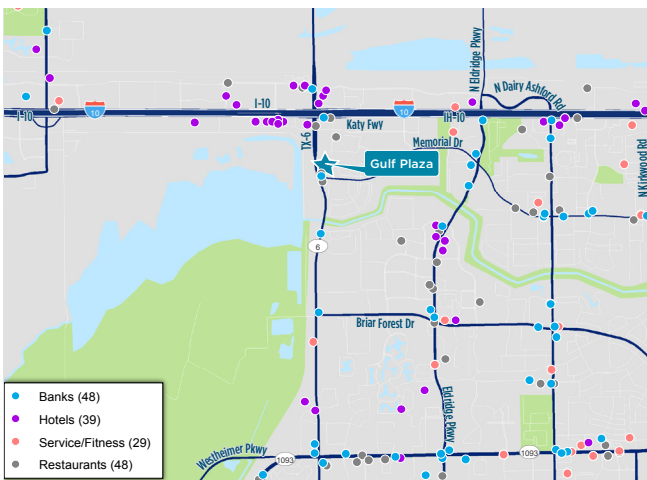 N Eldridge Pkwy
N Dairy Ashford Rd
I-10
10
I-10
10
IH-10
Katy Fwy
TX-6
Memorial Dr
N Kirkwood Rd
Gulf Plaza
6
Briar Forest Dr
Eldridge Pkwy
Westheimer Pkwy
1093
1093
Banks (48)
Hotels (39)
Service/Fitness (29)
Restaurants (48)